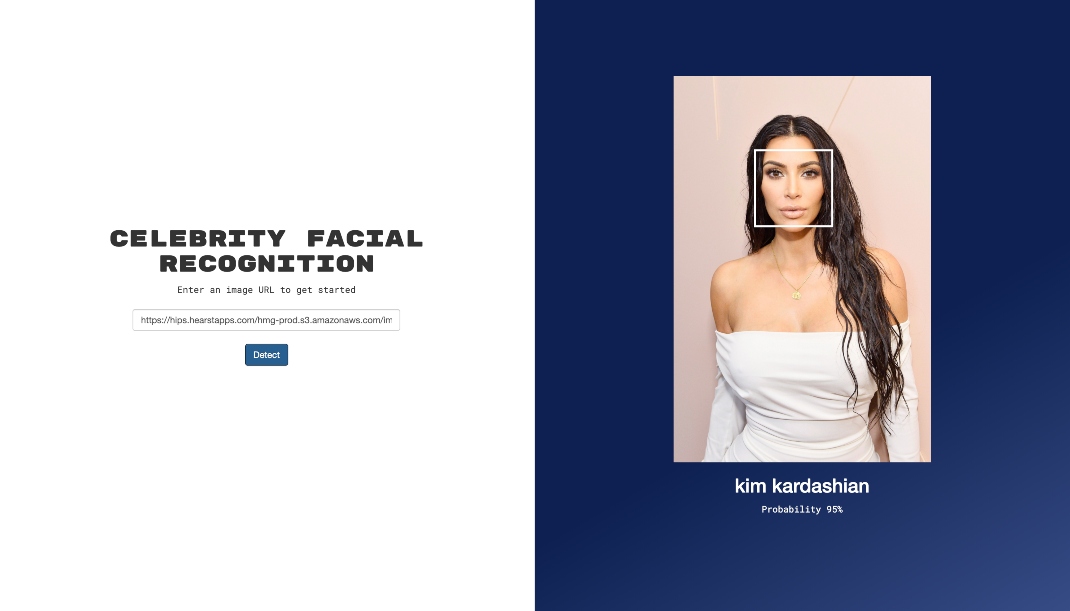 CELEBRITY FACIAL
RECOGNITION
Enter an image URL to get started
https://hips.hearstapps.com/hmg-prod.s3.amazonaws.com/im
Detect
kim kardashian
Probability 95%